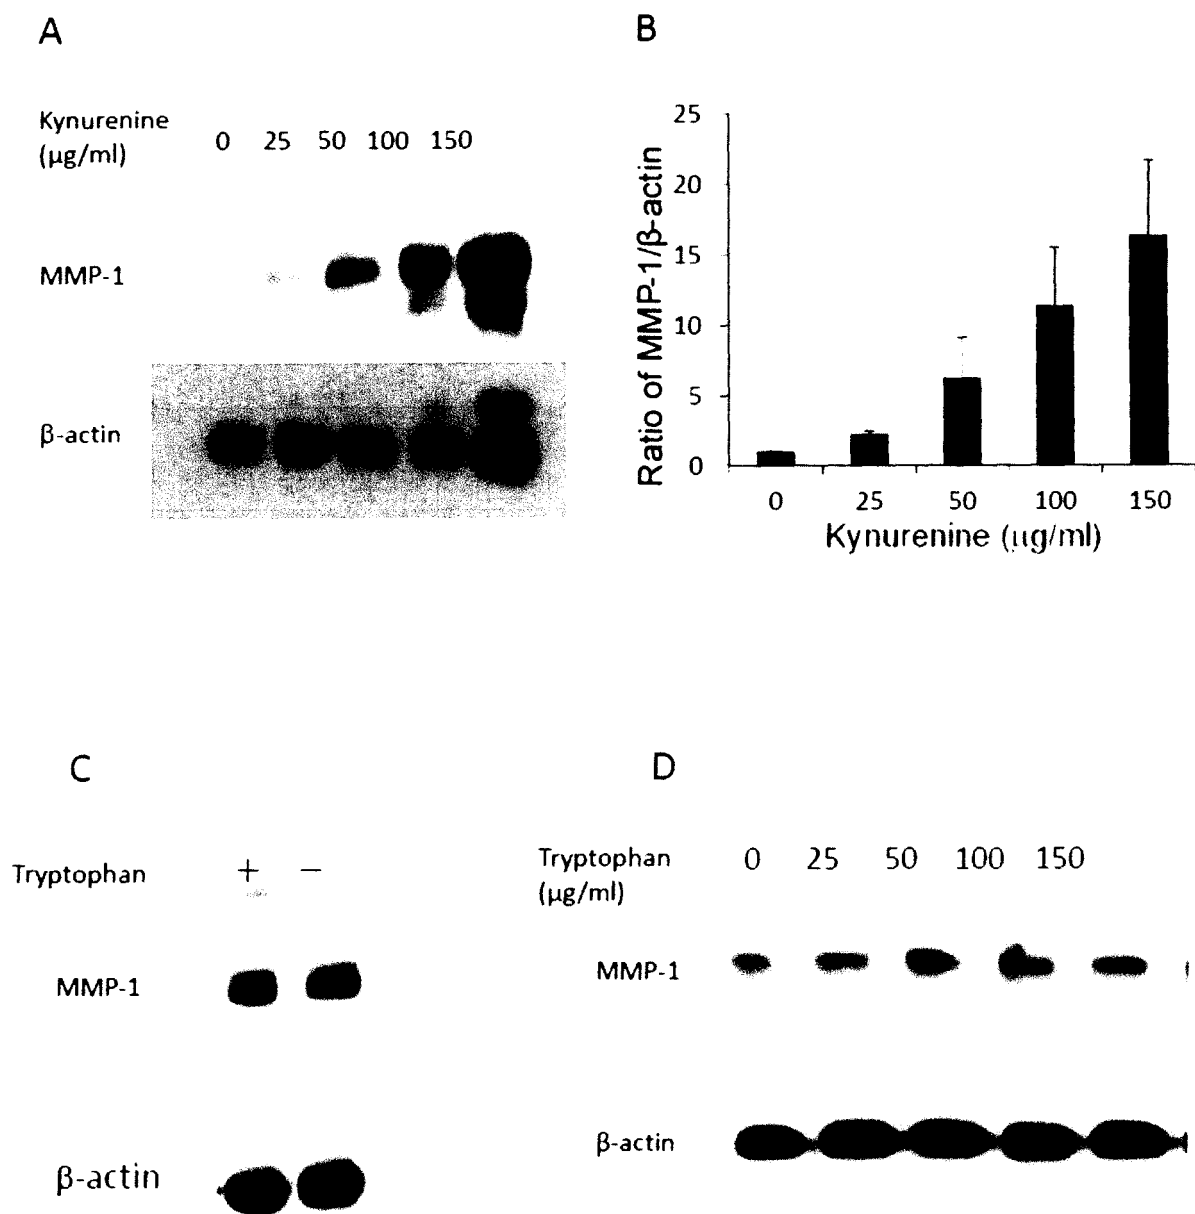 A
Kynurenine
(µg/ml)
0 25 50 100 150
MMP-1
β-actin
B
Ratio of MMP-1/β-actin
25
20
15
10
5
0
0 25 50 100 150
Kynurenine (µg/ml)
C
Tryptophan + −
MMP-1
β-actin
D
Tryptophan
(µg/ml)
0 25 50 100 150
MMP-1
β-actin